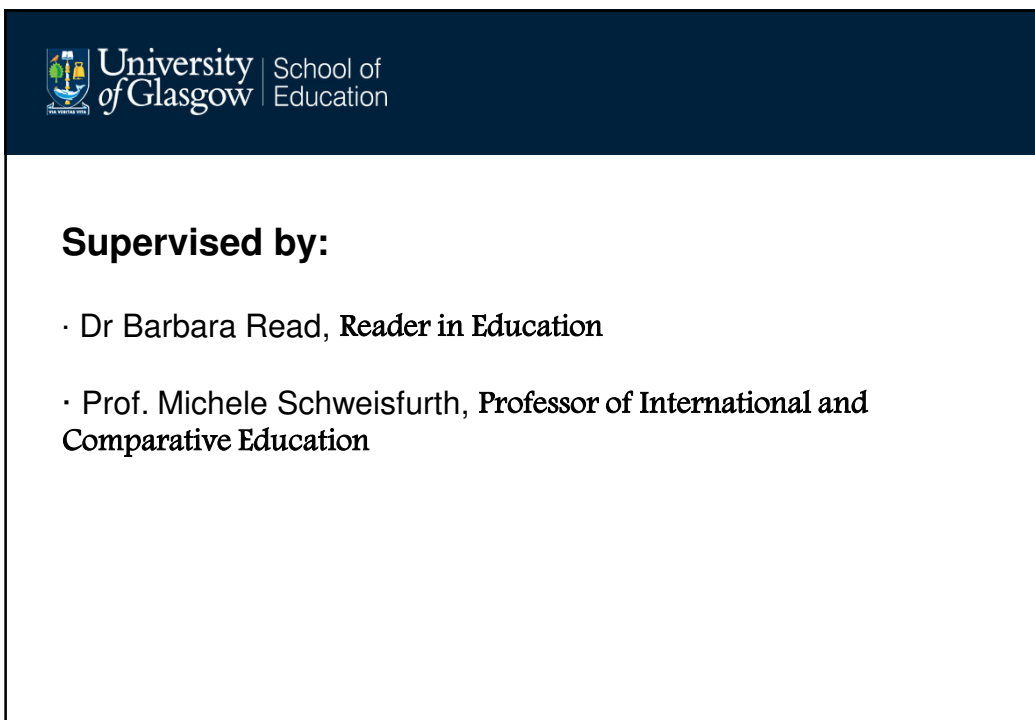 University
of Glasgow
School of
Education
VIA VERITAS VITA
Supervised by:
· Dr Barbara Read, Reader in Education
· Prof. Michele Schweisfurth, Professor of International and
Comparative Education